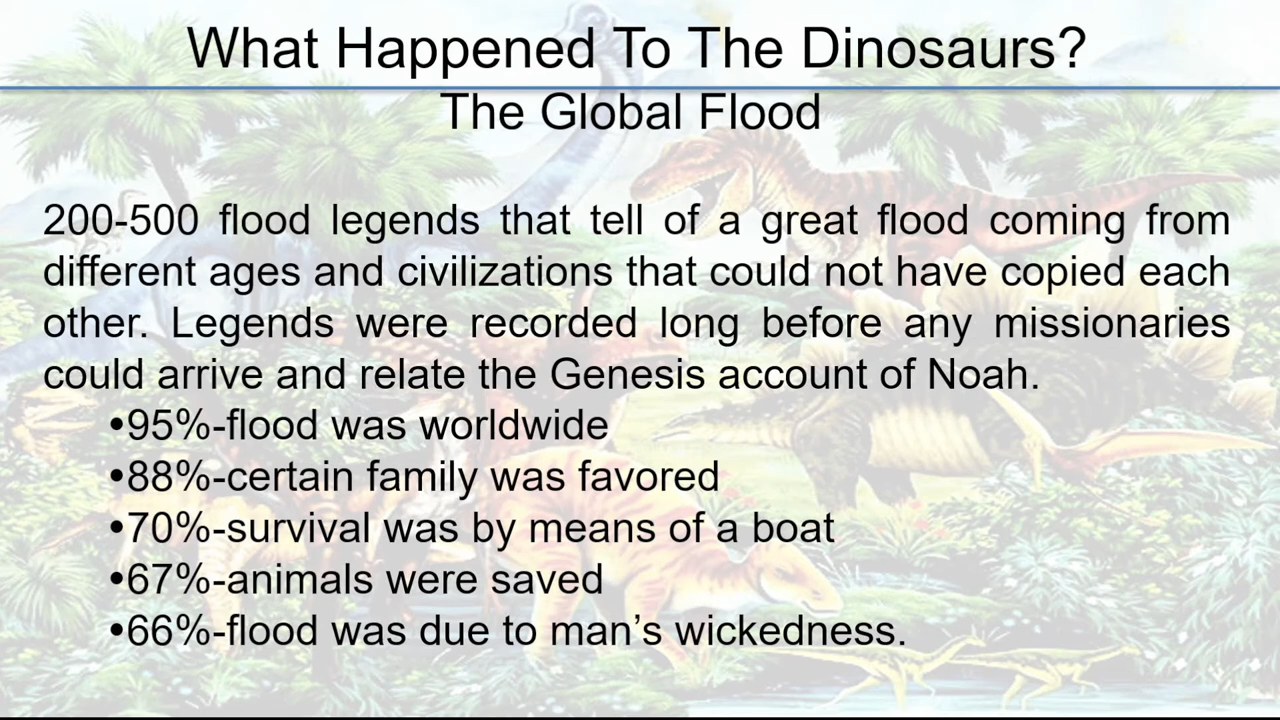 What Happened To The Dinosaurs?
The Global Flood
200-500 flood legends that tell of a great flood coming from
different ages and civilizations that could not have copied each
other. Legends were recorded long before any missionaries
could arrive and relate the Genesis account of Noah.
•95%-flood was worldwide
•88%-certain family was favored
•70%-survival was by means of a boat
•67%-animals were saved
•66%-flood was due to man’s wickedness.